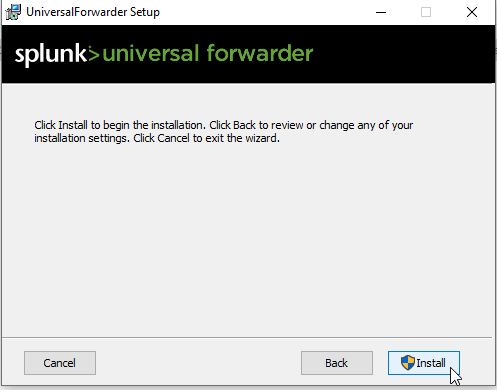 UniversalForwarder Setup
splunk> universal forwarder
Click Install to begin the installation. Click Back to review or change any of your
installation settings. Click Cancel to exit the wizard.
Cancel
Back
Install